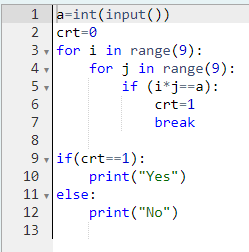 1 a=int(input())
2 crt=0
3 for i in range(9):
4     for j in range(9):
5         if (i*j==a):
6             crt=1
7             break
8
9 if(crt==1):
10     print("Yes")
11 else:
12     print("No")
13